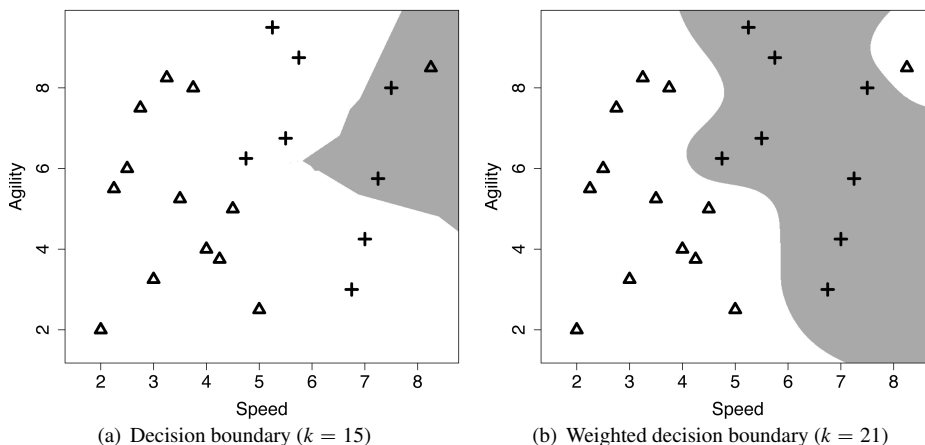 Agility
8
6
4
2
2 3 4 5 6 7 8
Speed
(a) Decision boundary (k = 15)
Agility
8
6
4
2
2 3 4 5 6 7 8
Speed
(b) Weighted decision boundary (k = 21)